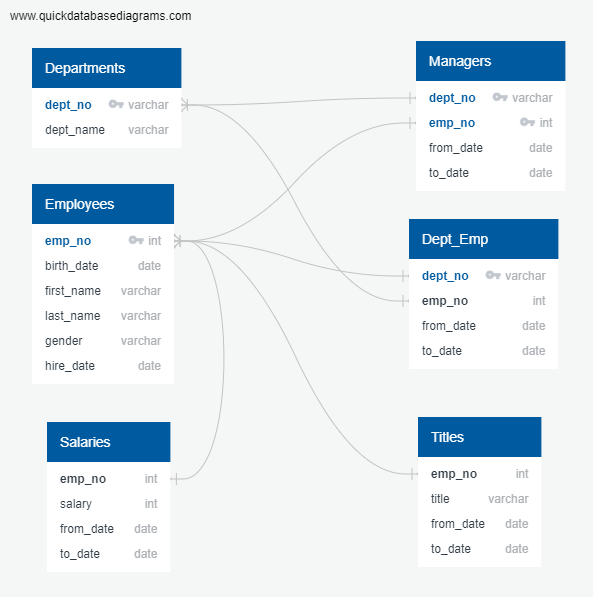 www.quickdatabasediagrams.com
Departments
dept_no varchar
dept_name varchar
Employees
emp_no int
birth_date date
first_name varchar
last_name varchar
gender varchar
hire_date date
Salaries
emp_no int
salary int
from_date date
to_date date
Managers
dept_no varchar
emp_no int
from_date date
to_date date
Dept_Emp
dept_no varchar
emp_no int
from_date date
to_date date
Titles
emp_no int
title varchar
from_date date
to_date date